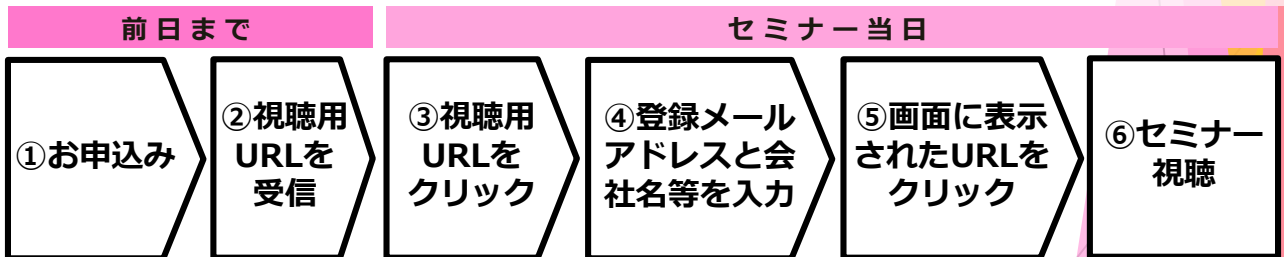 前日まで
セミナー当日
①お申込み
②視聴用
URLを
受信
③視聴用
URLを
クリック
④登録メール
アドレスと会
社名等を入力
⑤画面に表示
されたURLを
クリック
⑥セミナー
視聴